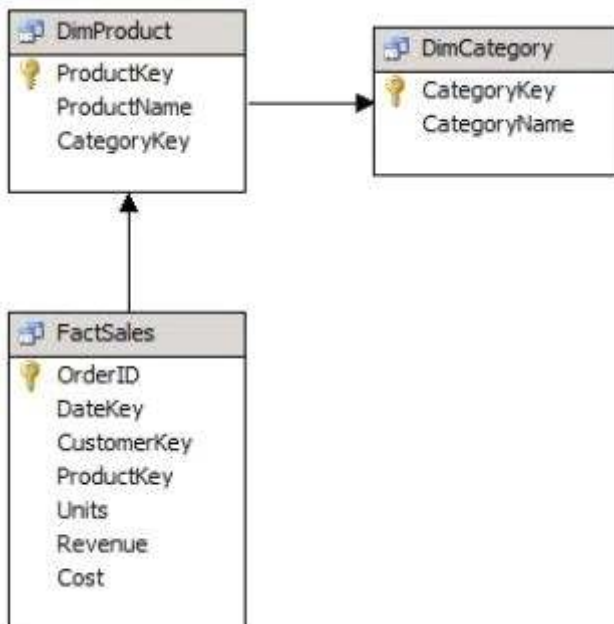 DimProduct
ProductKey
ProductName
CategoryKey
DimCategory
CategoryKey
CategoryName
FactSales
OrderID
DateKey
CustomerKey
ProductKey
Units
Revenue
Cost